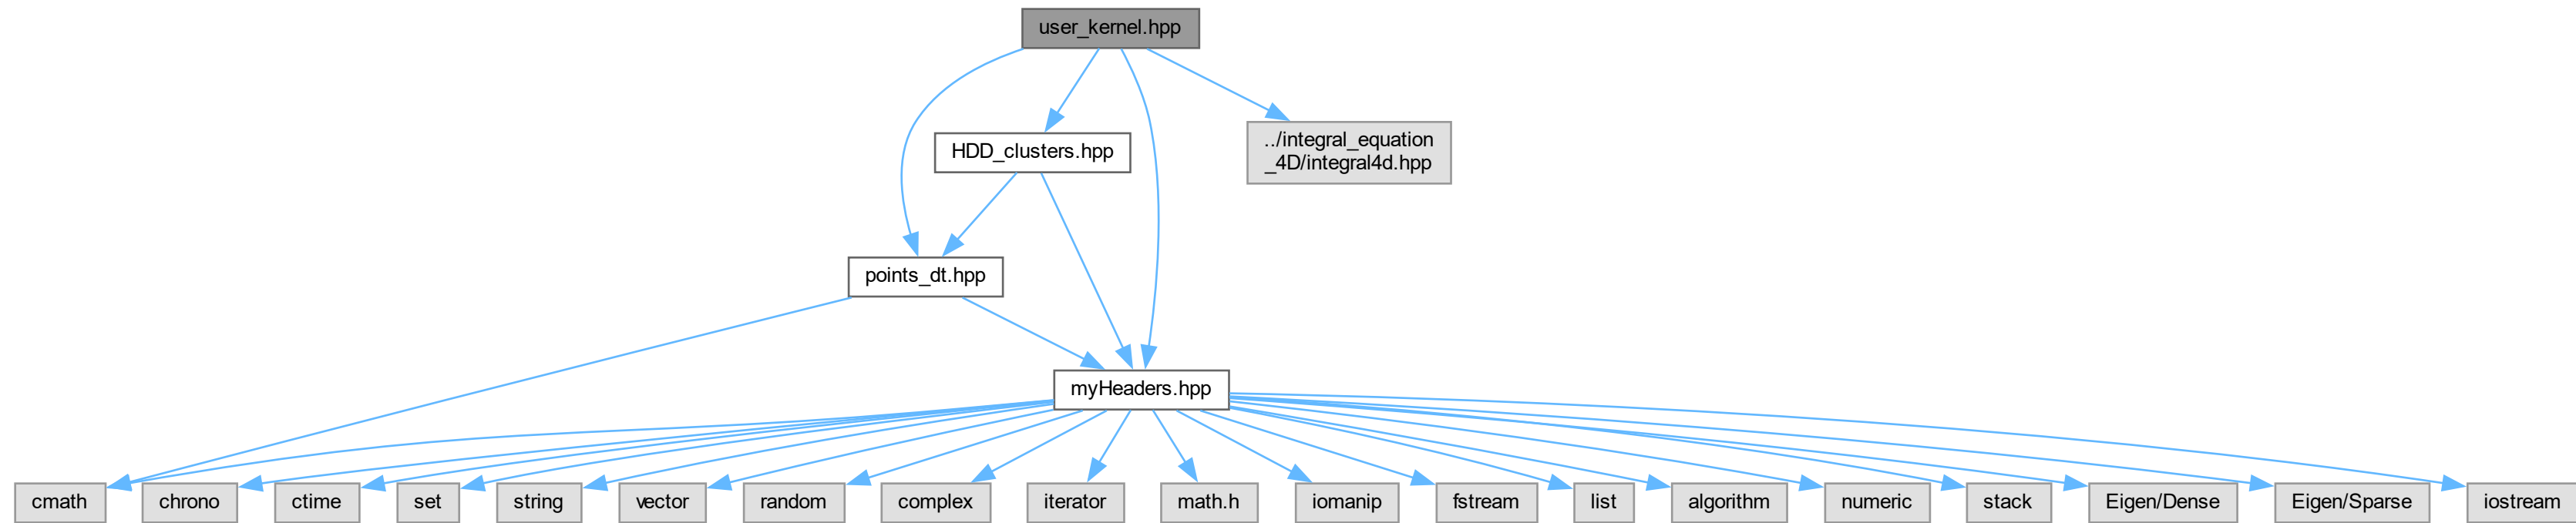 user_kernel.hpp
HDD_clusters.hpp
../integral_equation
_4D/integral4d.hpp
points_dt.hpp
myHeaders.hpp
cmath
chrono
ctime
set
string
vector
random
complex
iterator
math.h
iomanip
fstream
list
algorithm
numeric
stack
Eigen/Dense
Eigen/Sparse
iostream